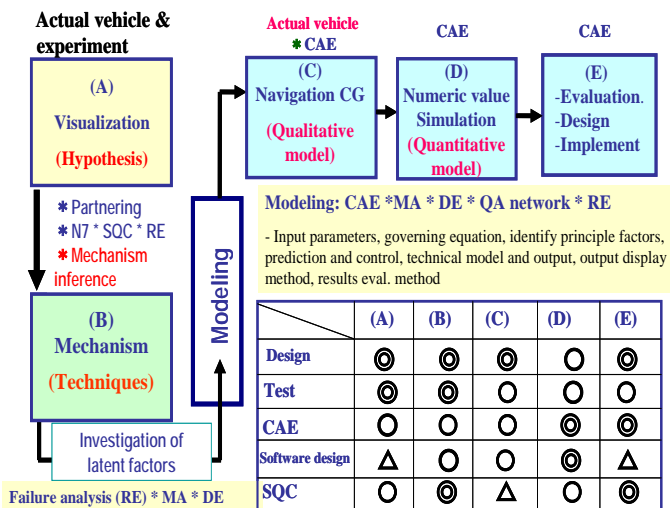 Actual vehicle &
experiment
(A)
Visualization
(Hypothesis)
* Partnering
* N7 * SQC * RE
* Mechanism
inference
(B)
Mechanism
(Techniques)
Investigation of
latent factors
Failure analysis (RE) * MA * DE
Modeling
Actual vehicle
* CAE
(C)
Navigation CG
(Qualitative
model)
CAE
(D)
Numeric value
Simulation
(Quantitative
model)
CAE
(E)
-Evaluation.
-Design
-Implement
Modeling: CAE *MA * DE * QA network * RE
- Input parameters, governing equation, identify principle factors,
prediction and control, technical model and output, output display
method, results eval. method
(A) (B) (C) (D) (E)
Design ◎ ◎ ◎ ○ ◎
Test ◎ ◎ ○ ○ ○
CAE ○ ○ ○ ◎ ◎
Software design △ ○ ○ ◎ △
SQC ○ ◎ △ ○ ◎